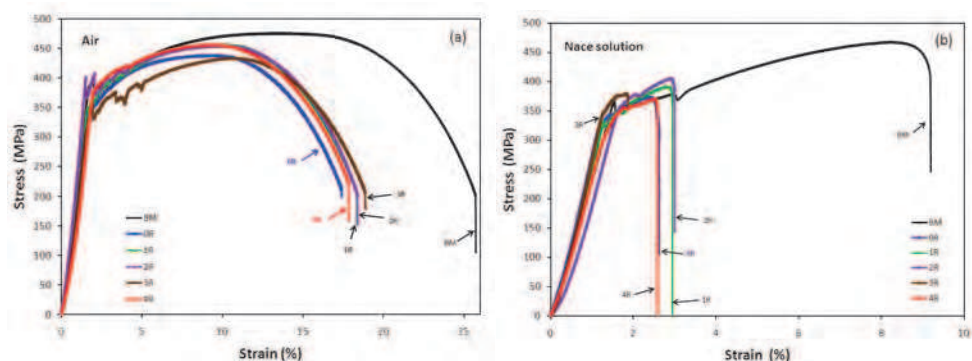 500
450
400
350
300
250
200
150
100
50
0
Stress (MPa)
Air
(a)
BM
0R
1R
2R
3R
4R
0R
3R
BM
0 5 10 15 20 25
Strain (%)
500
450
400
350
300
250
200
150
100
50
0
Stress (MPa)
Nace solution
(b)
3R
BM
2R
0R
4R
1R
BM
0R
1R
2R
3R
4R
0 2 4 6 8 10
Strain (%)